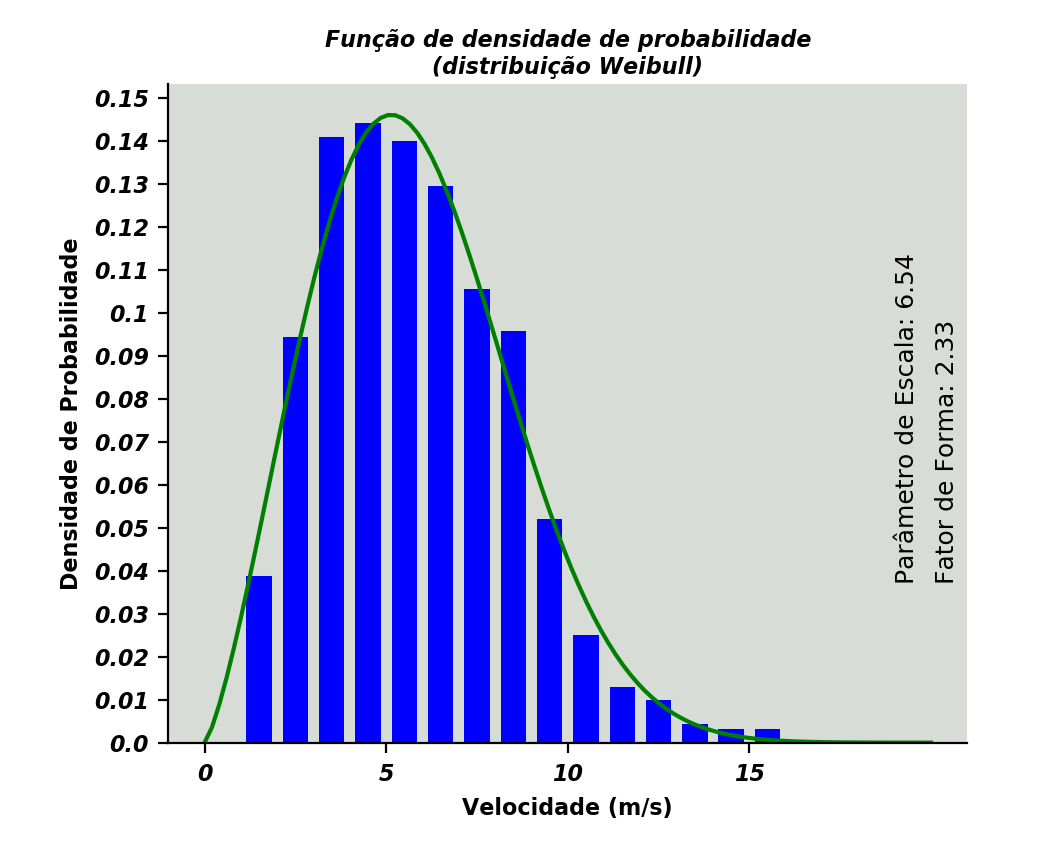 Função de densidade de probabilidade
(distribuição Weibull)
Densidade de Probabilidade
0.15
0.14
0.13
0.12
0.11
0.1
0.09
0.08
0.07
0.06
0.05
0.04
0.03
0.02
0.01
0.0
0 5 10 15
Velocidade (m/s)
Parâmetro de Escala: 6.54
Fator de Forma: 2.33